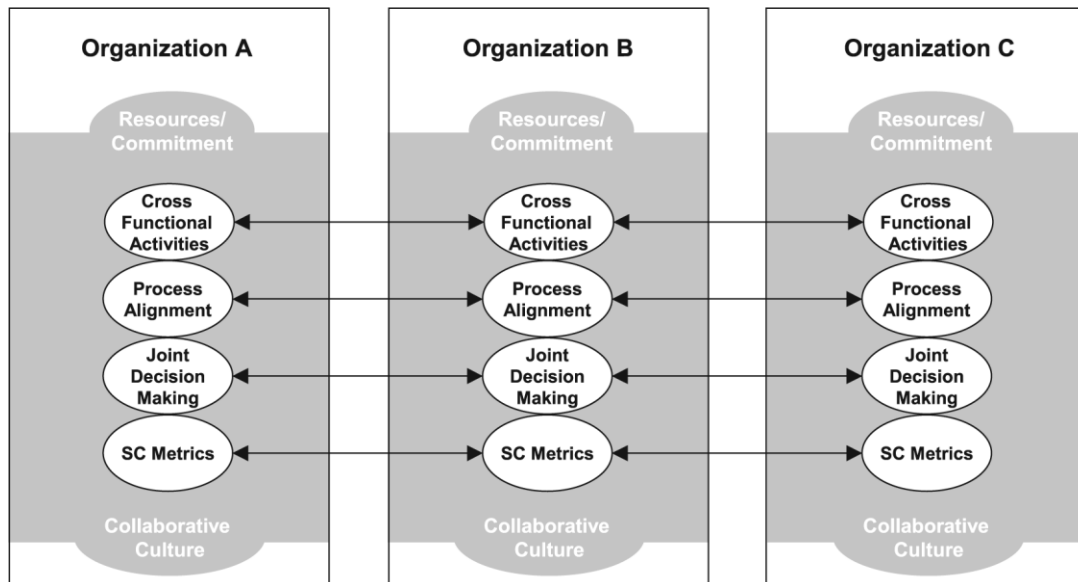 Organization A
Resources/
Commitment
Cross
Functional
Activities
Process
Alignment
Joint
Decision
Making
SC Metrics
Collaborative
Culture
Organization B
Resources/
Commitment
Cross
Functional
Activities
Process
Alignment
Joint
Decision
Making
SC Metrics
Collaborative
Culture
Organization C
Resources/
Commitment
Cross
Functional
Activities
Process
Alignment
Joint
Decision
Making
SC Metrics
Collaborative
Culture